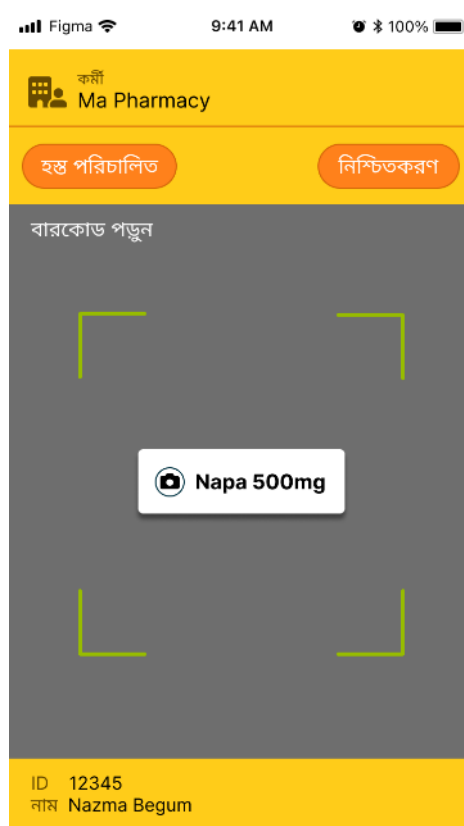 Figma 9:41 AM 100%
কর্মী
Ma Pharmacy
হস্ত পরিচালিত নিশ্চিতকরণ
বারকোড পড়ুন
Napa 500mg
ID 12345
নাম Nazma Begum